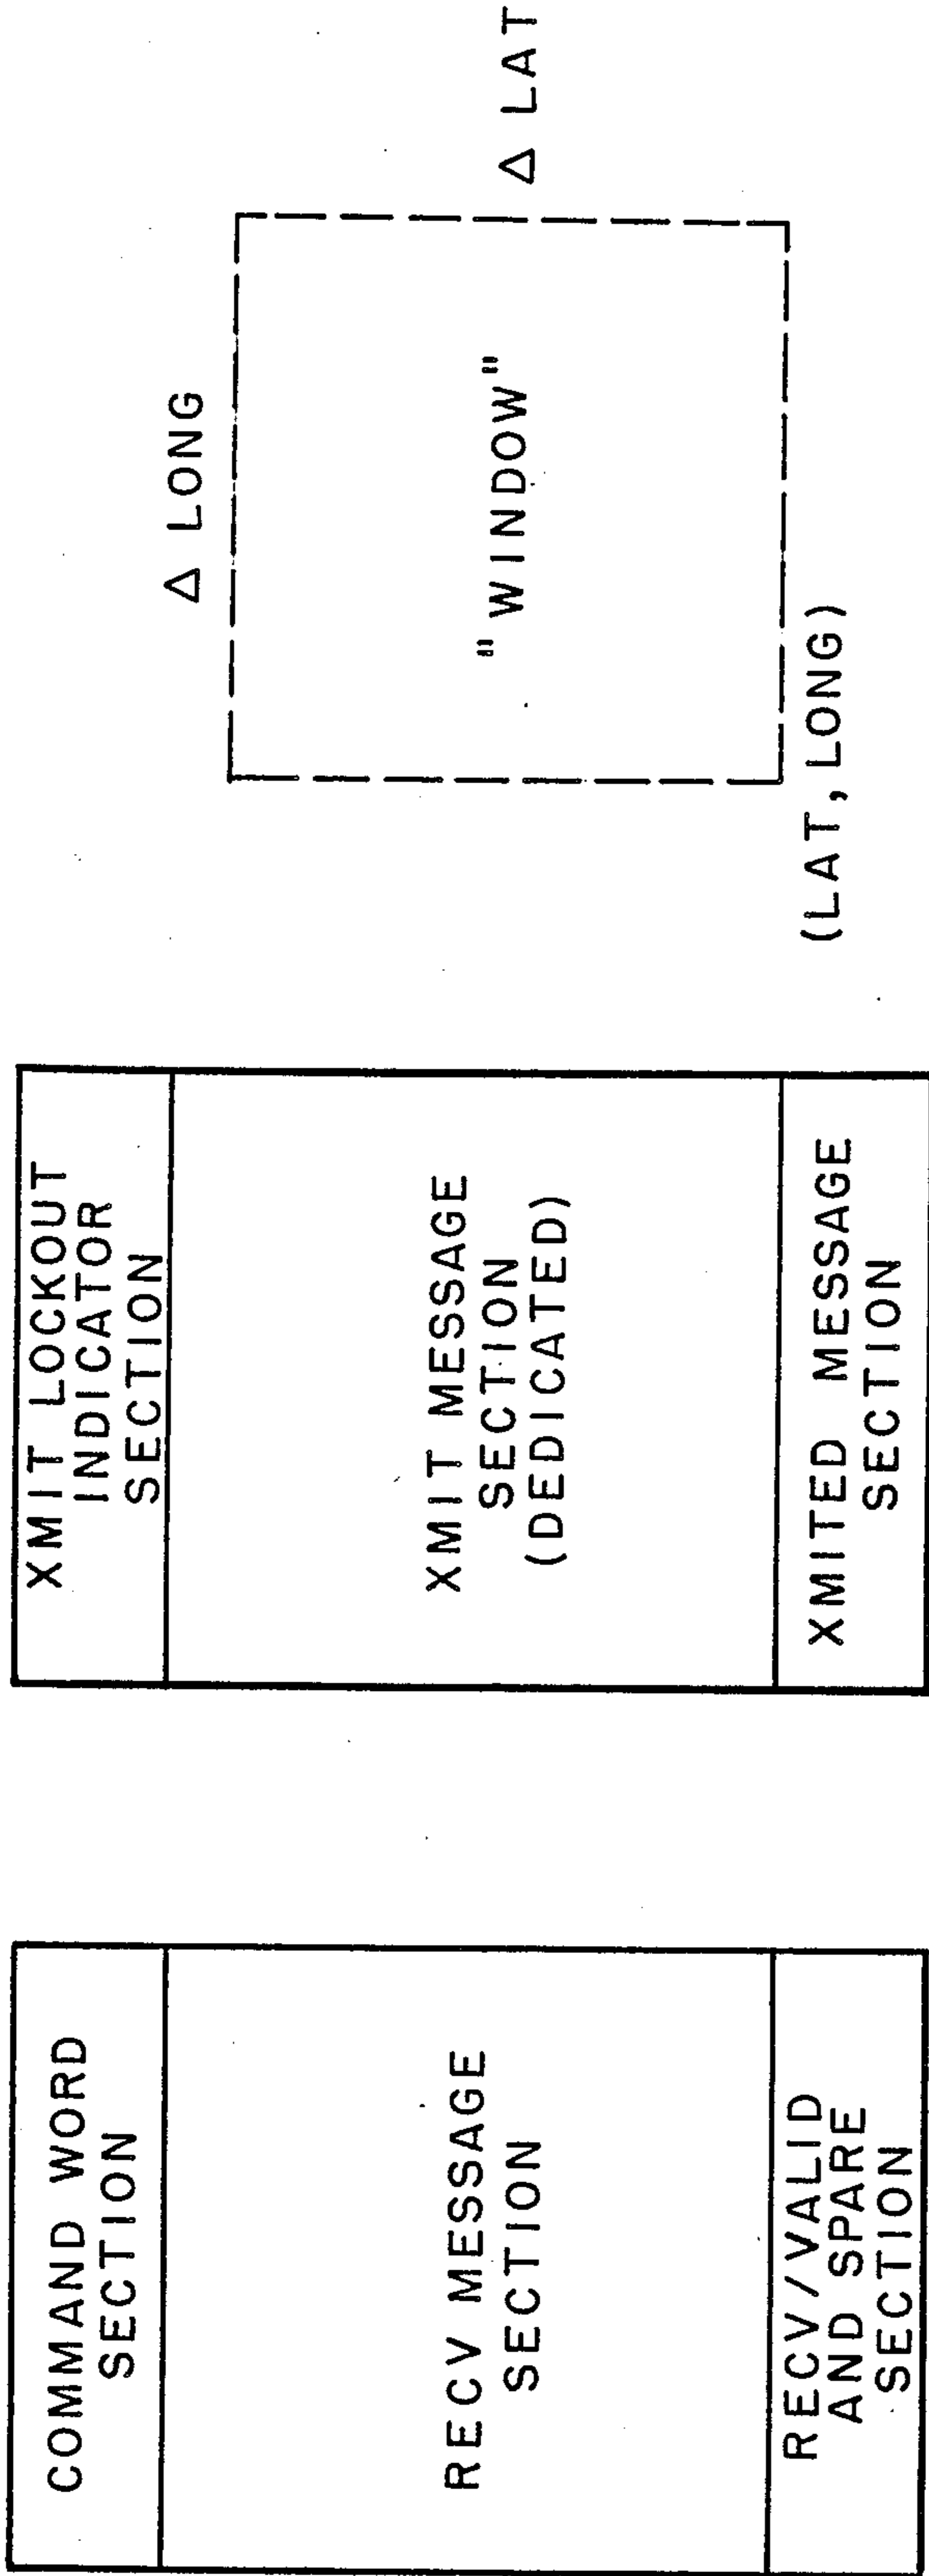 COMMAND WORD
SECTION
RECV MESSAGE
SECTION
RECV/VALID
AND SPARE
SECTION
XMIT LOCKOUT
INDICATOR
SECTION
XMIT MESSAGE
SECTION
(DEDICATED)
XMITED MESSAGE
SECTION
Δ LONG
"WINDOW"
Δ LAT
(LAT, LONG)